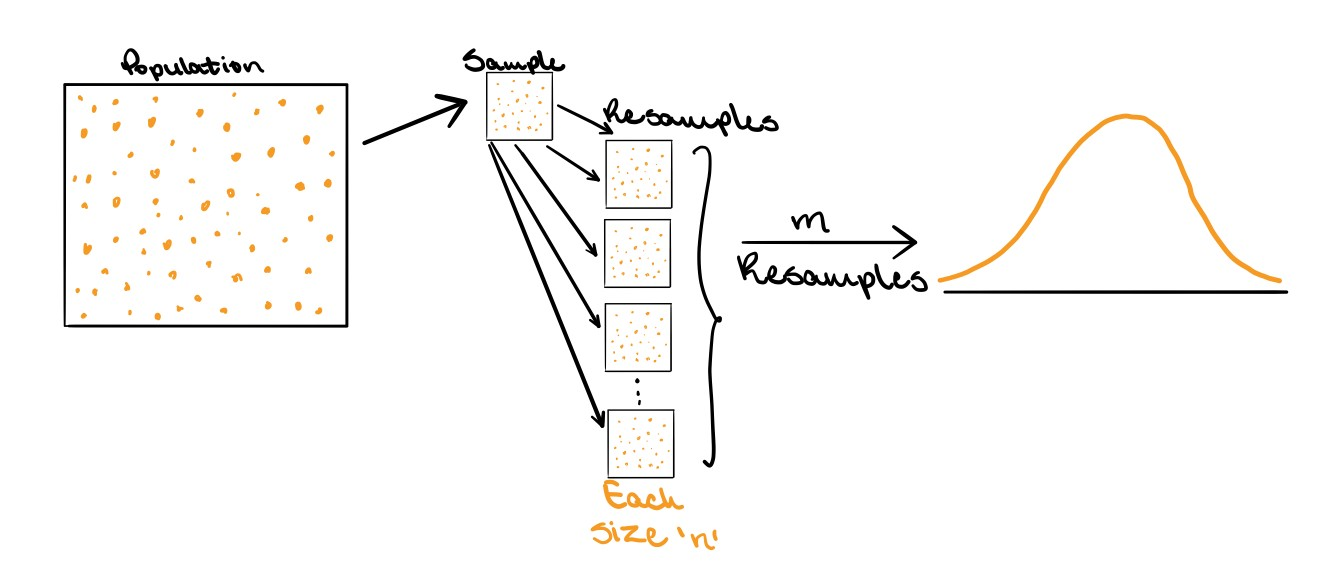 Population
Sample
Resamples
m
Resamples
Each
size 'n'